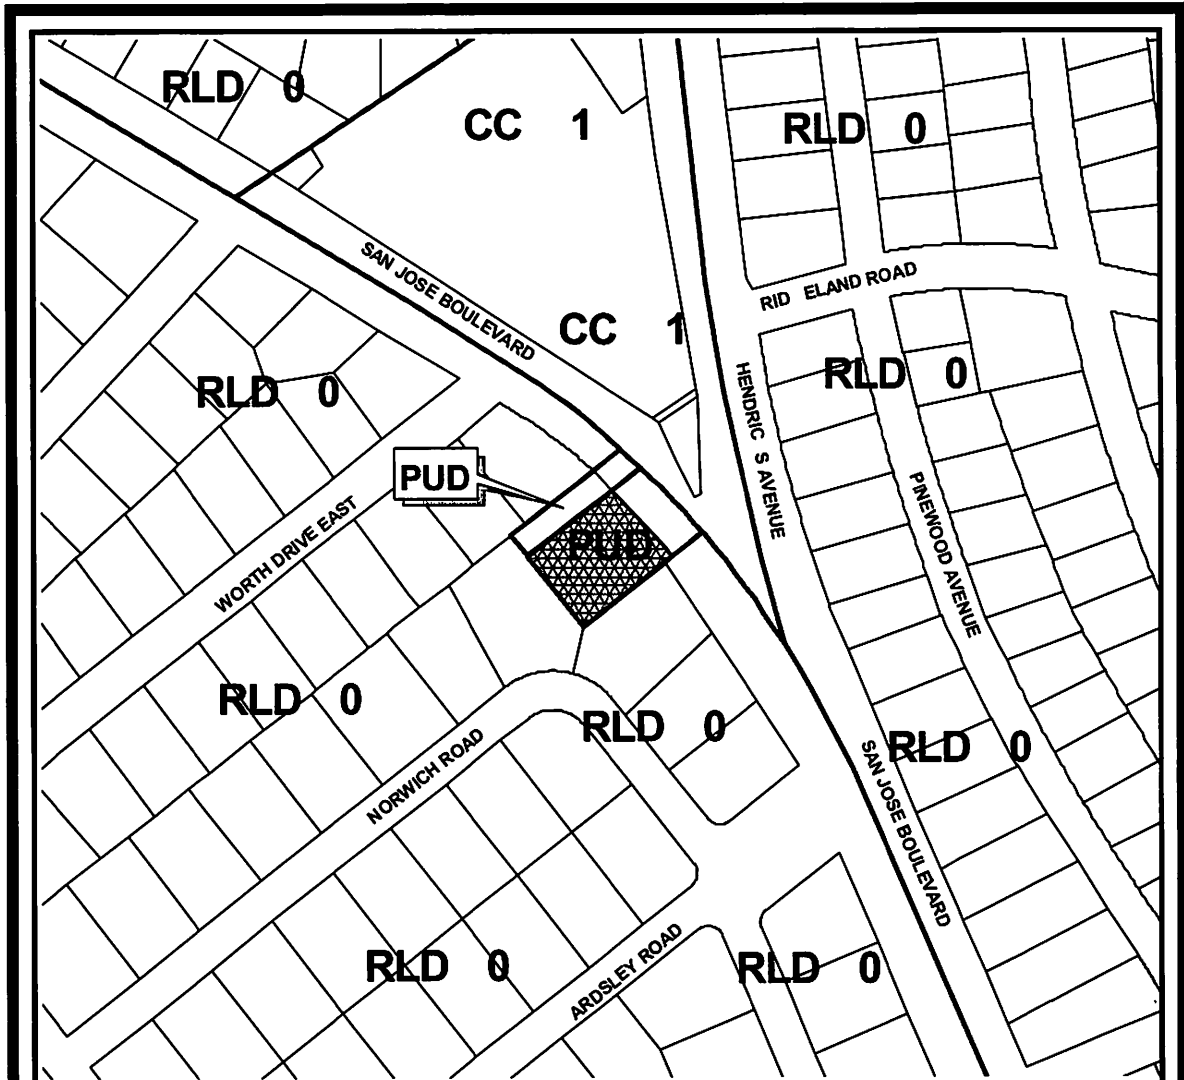 RLD 0
CC 1
RLD 0
SAN JOSE BOULEVARD
RID ELAND ROAD
CC 1
RLD 0
RLD 0
HENDRIC S AVENUE
PUD
PINEWOOD AVENUE
WORTH DRIVE EAST
PUD
RLD 0
RLD 0
NORWICH ROAD
RLD 0
SAN JOSE BOULEVARD
RLD 0
ARDSLEY ROAD
RLD 0